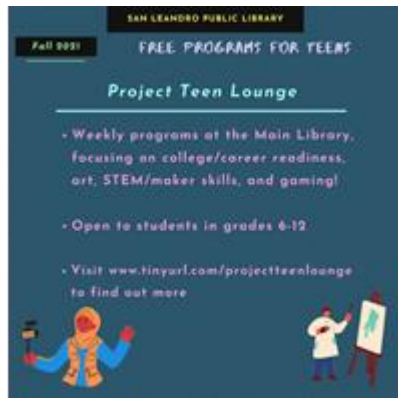 SAN LEANDRO PUBLIC LIBRARY
Fall 2021
FREE PROGRAMS FOR TEENS
Project Teen Lounge
• Weekly programs at the Main Library,
focusing on college/career readiness,
art, STEM/maker skills, and gaming!
• Open to students in grades 6-12
• Visit www.tinyurl.com/projectteenlounge
to find out more